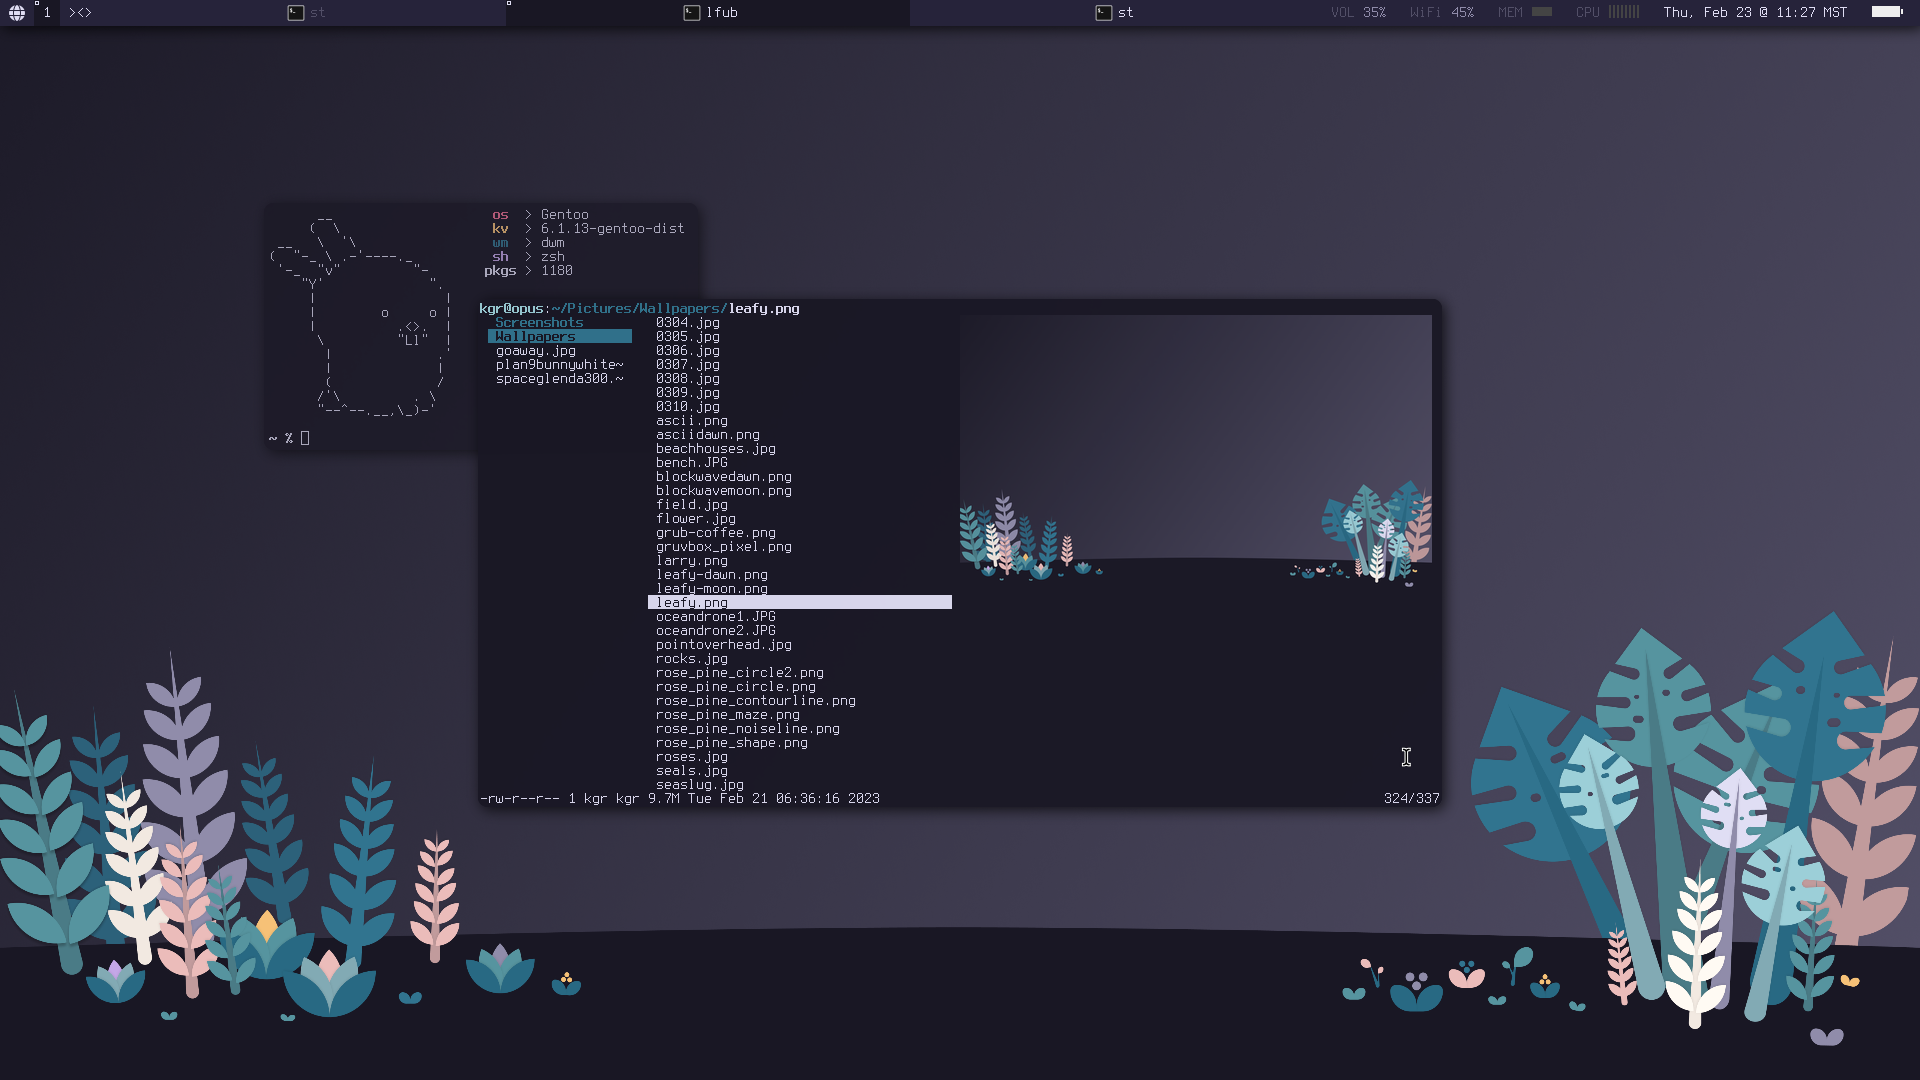 1 ><> st lfub st VOL 35% WiFi 45% MEM CPU Thu, Feb 23 @ 11:27 MST
os > Gentoo
kv > 6.1.13-gentoo-dist
wm > dwm
sh > zsh
pkgs > 1180
~ %
kgr@opus:~/Pictures/Wallpapers/leafy.png
Screenshots
Wallpapers
goaway.jpg
plan9bunnywhite~
spaceglenda300.~
0304.jpg
0305.jpg
0306.jpg
0307.jpg
0308.jpg
0309.jpg
0310.jpg
ascii.png
asciidawn.png
beachhouses.jpg
bench.JPG
blockwavedawn.png
blockwavemoon.png
field.jpg
flower.jpg
grub-coffee.png
gruvbox_pixel.png
larry.png
leafy-dawn.png
leafy-moon.png
leafy.png
oceandrone1.JPG
oceandrone2.JPG
pointoverhead.jpg
rocks.jpg
rose_pine_circle2.png
rose_pine_circle.png
rose_pine_contourline.png
rose_pine_maze.png
rose_pine_noiseline.png
rose_pine_shape.png
roses.jpg
seals.jpg
seaslug.jpg
-rw-r--r-- 1 kgr kgr 9.7M Tue Feb 21 06:36:16 2023 324/337